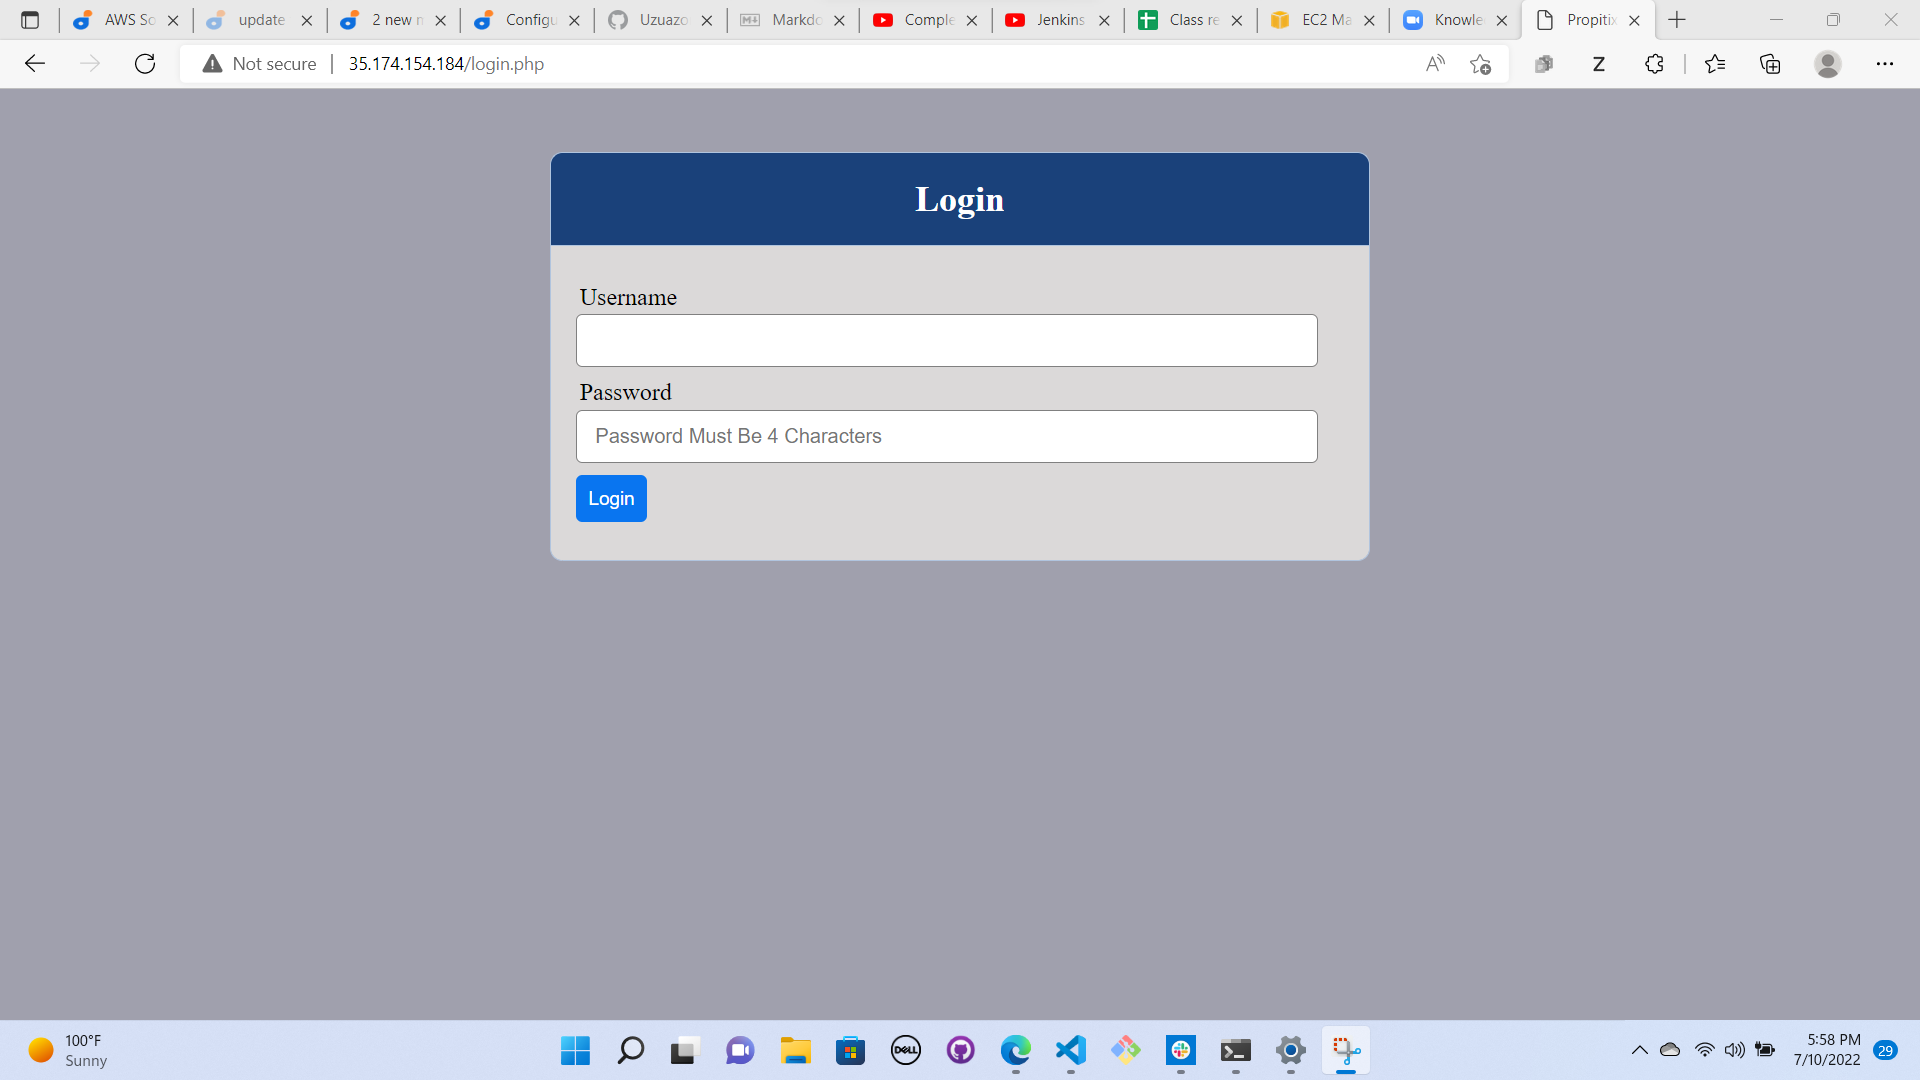 AWS So
update
2 new n
Configu
Uzuazo
Markdo
Comple
Jenkins
Class re
EC2 Ma
Knowle
Propitix
Not secure
35.174.154.184/login.php
Login
Username
Password
Password Must Be 4 Characters
Login
100°F
Sunny
DELL
5:58 PM
7/10/2022
29